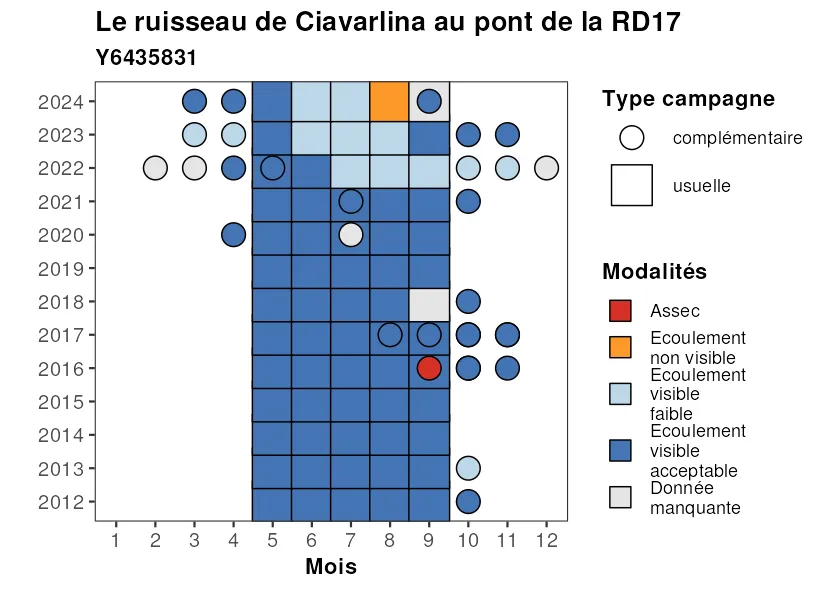 Le ruisseau de Ciavarlina au pont de la RD17
Y6435831
2024
2023
2022
2021
2020
2019
2018
2017
2016
2015
2014
2013
2012
1 2 3 4 5 6 7 8 9 10 11 12
Mois
Type campagne
complémentaire
usuelle
Modalités
Assec
Ecoulement
non visible
Ecoulement
visible
faible
Ecoulement
visible
acceptable
Donnée
manquante